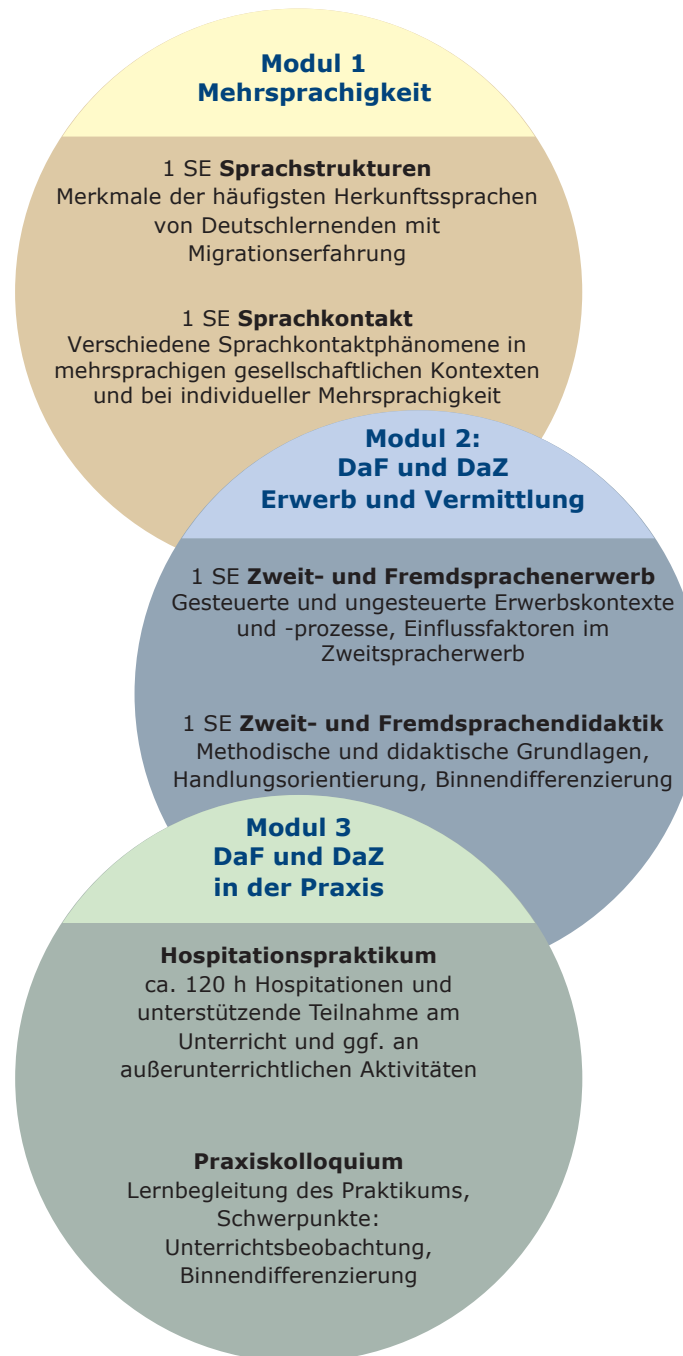 Modul 1
Mehrsprachigkeit
1 SE Sprachstrukturen
Merkmale der häufigsten Herkunftssprachen
von Deutschlernenden mit
Migrationserfahrung
1 SE Sprachkontakt
Verschiedene Sprachkontaktphänomene in
mehrsprachigen gesellschaftlichen Kontexten
und bei individueller Mehrsprachigkeit
Modul 2:
DaF und DaZ
Erwerb und Vermittlung
1 SE Zweit- und Fremdsprachenerwerb
Gesteuerte und ungesteuerte Erwerbskontexte
und -prozesse, Einflussfaktoren im
Zweitspracherwerb
1 SE Zweit- und Fremdsprachendidaktik
Methodische und didaktische Grundlagen,
Handlungsorientierung, Binnendifferenzierung
Modul 3
DaF und DaZ
in der Praxis
Hospitationspraktikum
ca. 120 h Hospitationen und
unterstützende Teilnahme am
Unterricht und ggf. an
außerunterrichtlichen Aktivitäten
Praxiskolloquium
Lernbegleitung des Praktikums,
Schwerpunkte:
Unterrichtsbeobachtung,
Binnendifferenzierung